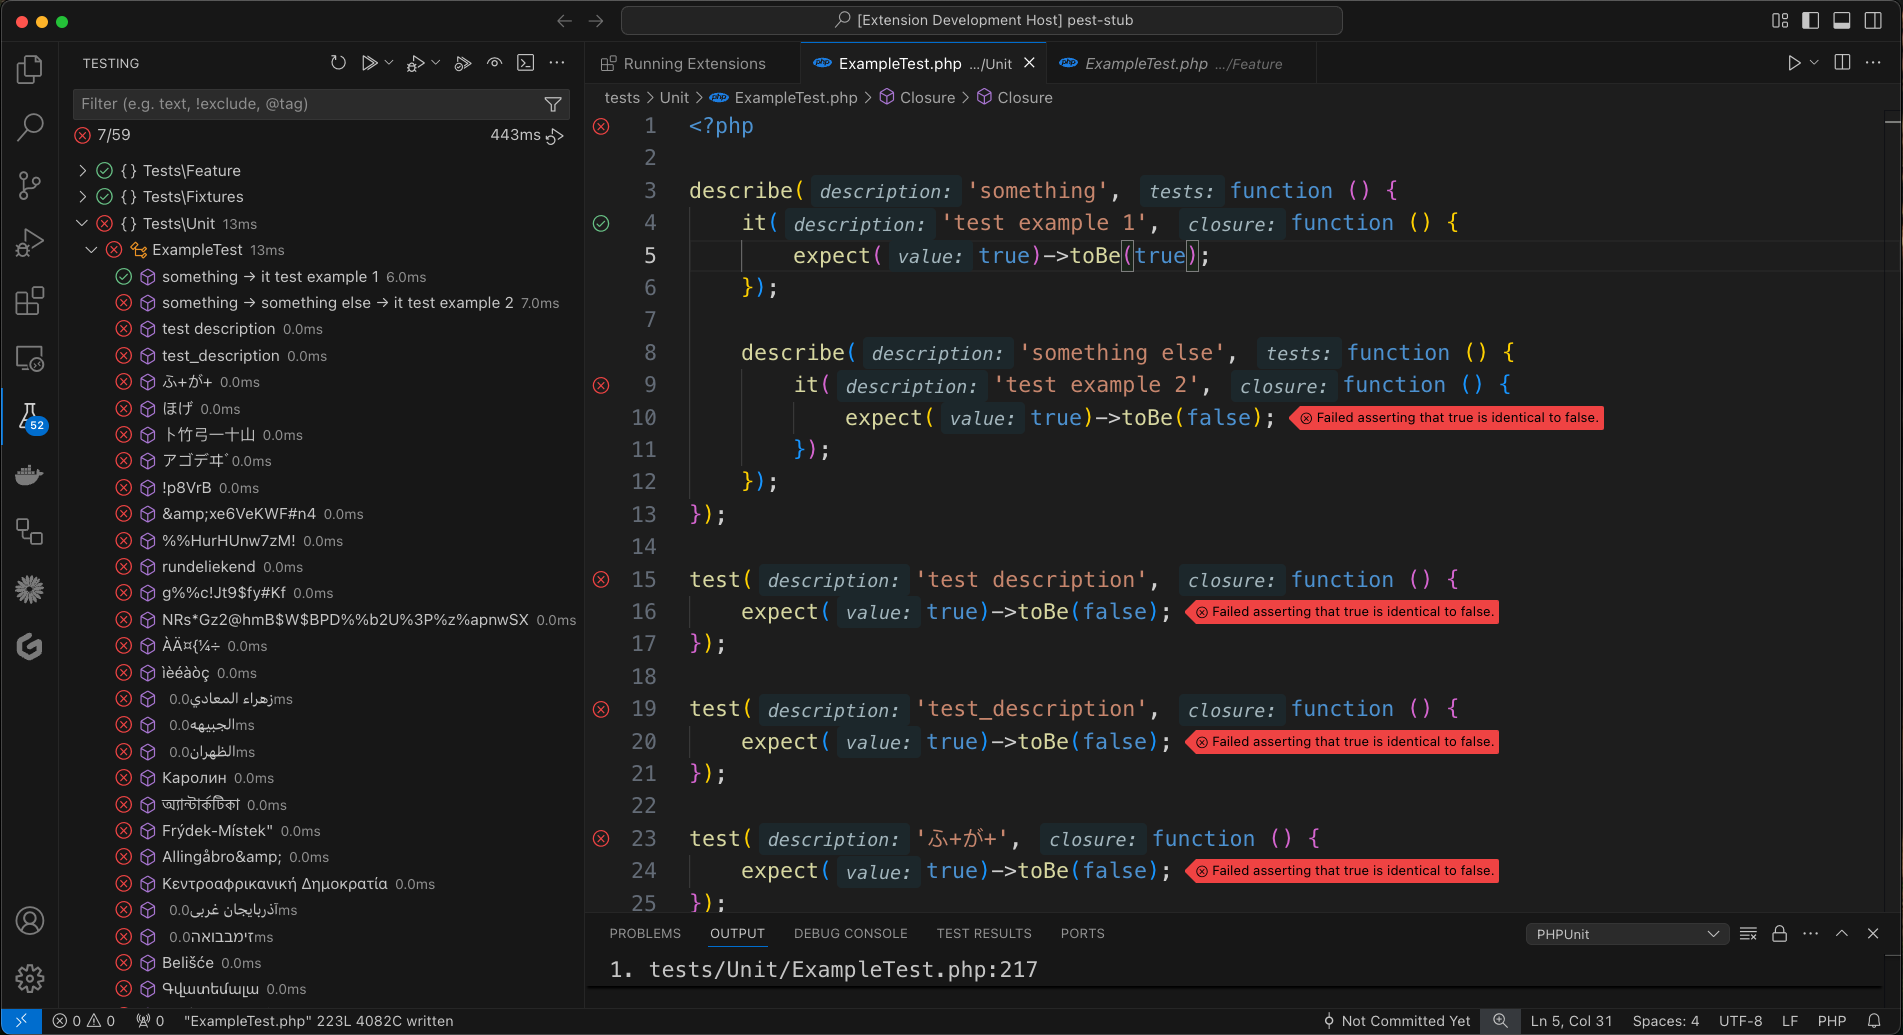 [Extension Development Host] pest-stub
TESTING
Filter (e.g. text, !exclude, @tag)
7/59 443ms
{} Tests\Feature
{} Tests\Fixtures
{} Tests\Unit 13ms
ExampleTest 13ms
something → it test example 1 6.0ms
something → something else → it test example 2 7.0ms
test description 0.0ms
test_description 0.0ms
ふ+が+ 0.0ms
ほげ 0.0ms
卜竹弓一十山 0.0ms
アゴデヰﾞ 0.0ms
!p8VrB 0.0ms
&amp;xe6VeKWF#n4 0.0ms
%%HurHUnw7zM! 0.0ms
rundeliekend 0.0ms
g%%c!Jt9$fy#Kf 0.0ms
NRs*Gz2@hmB$W$BPD%%b2U%3P%z%apnwSX 0.0ms
ÀÄ¤{¼÷ 0.0ms
ìèéàòç 0.0ms
زهراء المعادي 0.0ms
الجبيهه 0.0ms
الظهران 0.0ms
Каролин 0.0ms
অ্যান্টার্কটিকা 0.0ms
Frýdek-Místek" 0.0ms
Allingåbro&amp; 0.0ms
Κεντροαφρικανική Δημοκρατία 0.0ms
آذربایجان غربی 0.0ms
זימבבואה 0.0ms
Belišće 0.0ms
Գվատեմալա 0.0ms
52
Running Extensions
ExampleTest.php .../Unit
ExampleTest.php .../Feature
tests > Unit > ExampleTest.php > Closure > Closure
1 <?php
2
3 describe( description: 'something', tests: function () {
4 it( description: 'test example 1', closure: function () {
5 expect( value: true)->toBe(true);
6 });
7
8 describe( description: 'something else', tests: function () {
9 it( description: 'test example 2', closure: function () {
10 expect( value: true)->toBe(false); Failed asserting that true is identical to false.
11 });
12 });
13 });
14
15 test( description: 'test description', closure: function () {
16 expect( value: true)->toBe(false); Failed asserting that true is identical to false.
17 });
18
19 test( description: 'test_description', closure: function () {
20 expect( value: true)->toBe(false); Failed asserting that true is identical to false.
21 });
22
23 test( description: 'ふ+が+', closure: function () {
24 expect( value: true)->toBe(false); Failed asserting that true is identical to false.
25 });
PROBLEMS OUTPUT DEBUG CONSOLE TEST RESULTS PORTS
PHPUnit
1. tests/Unit/ExampleTest.php:217
0 0 0 "ExampleTest.php" 223L 4082C written
Not Committed Yet Ln 5, Col 31 Spaces: 4 UTF-8 LF PHP